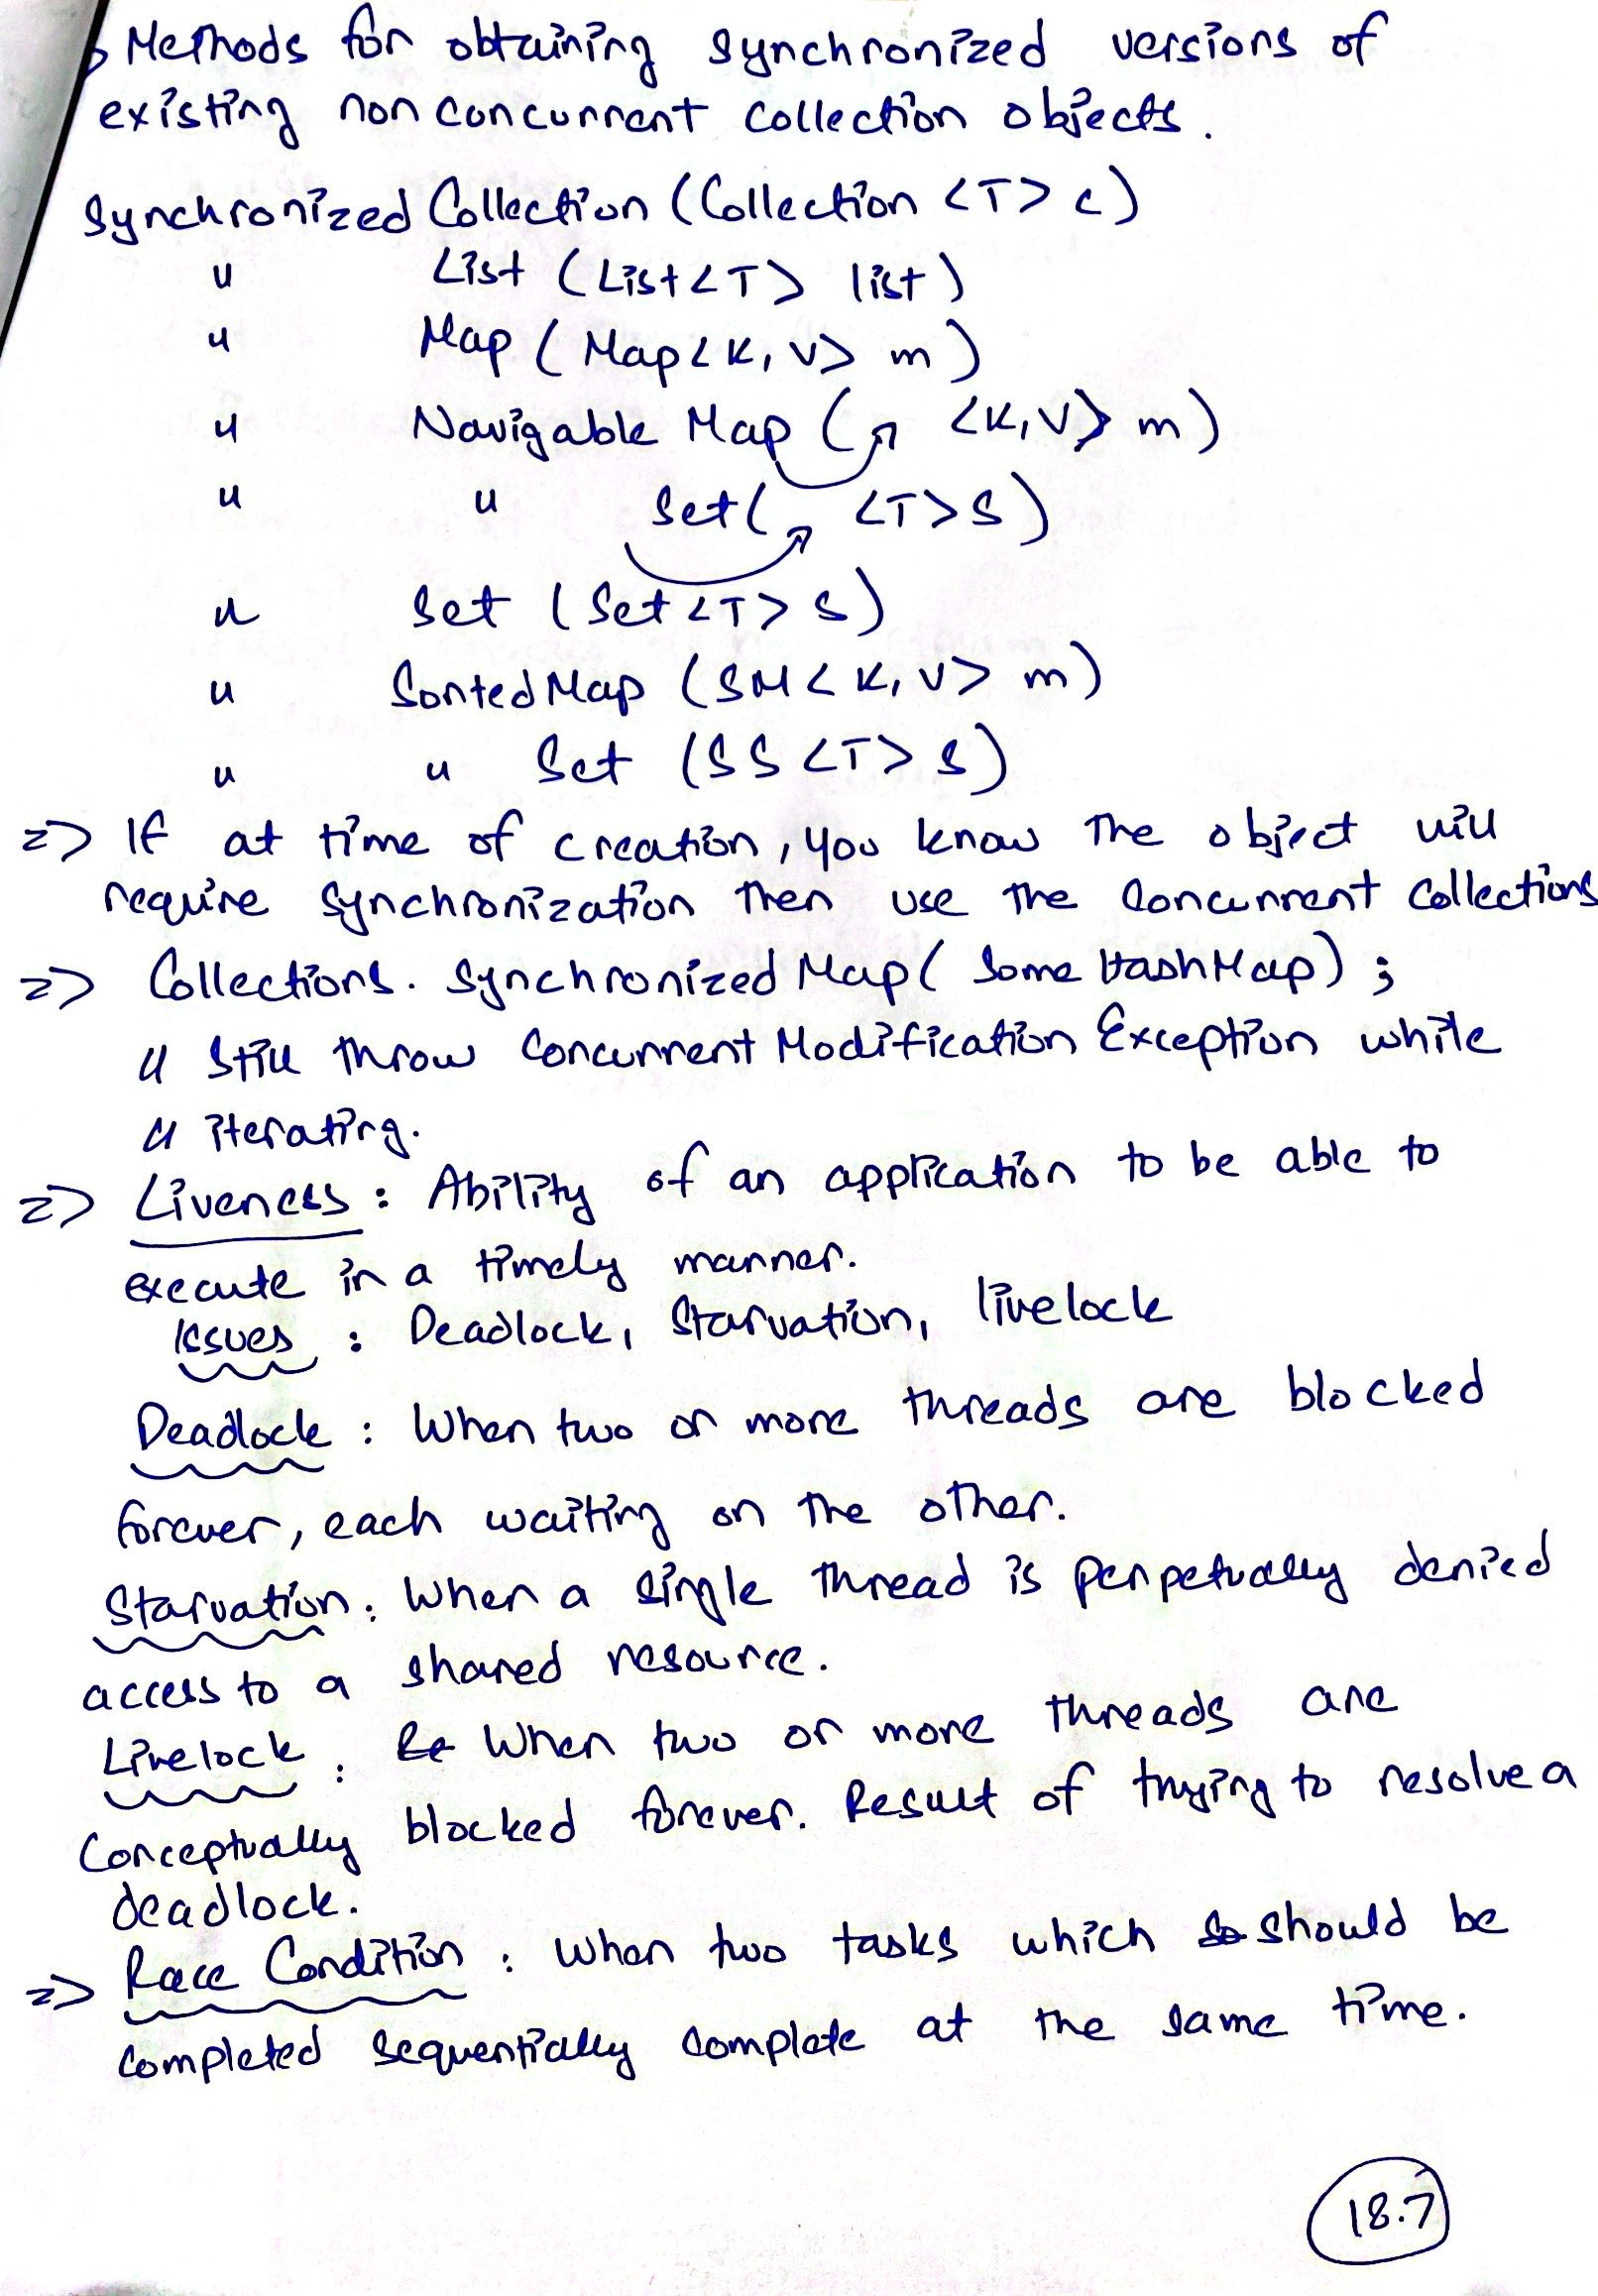 Methods for obtaining synchronized versions of
existing non concurrent collection objects.
Synchronized Collection (Collection <T> c)
" List (List<T> list)
" Map (Map<K, V> m)
" Navigable Map ( <K, V> m)
" " Set( <T> S)
" Set (Set<T> S)
" Sorted Map (SM<K, V> m)
" " Set (SS<T> S)
=> If at time of creation, you know the object will
require synchronization then use the Concurrent Collections
=> Collections. Synchronized Map( Some HashMap) ;
// Still throw Concurrent Modification Exception while
// iterating.
=> Liveness : Ability of an application to be able to
execute in a timely manner.
Issues : Deadlock, Starvation, livelock
Deadlock : When two or more threads are blocked
forever, each waiting on the other.
Starvation : When a single thread is perpetually denied
access to a shared resource.
Livelock : When two or more threads are
Conceptually blocked forever. Result of trying to resolve a
deadlock.
=> Race Condition : When two tasks which should be
completed sequentially complete at the same time.
18.7